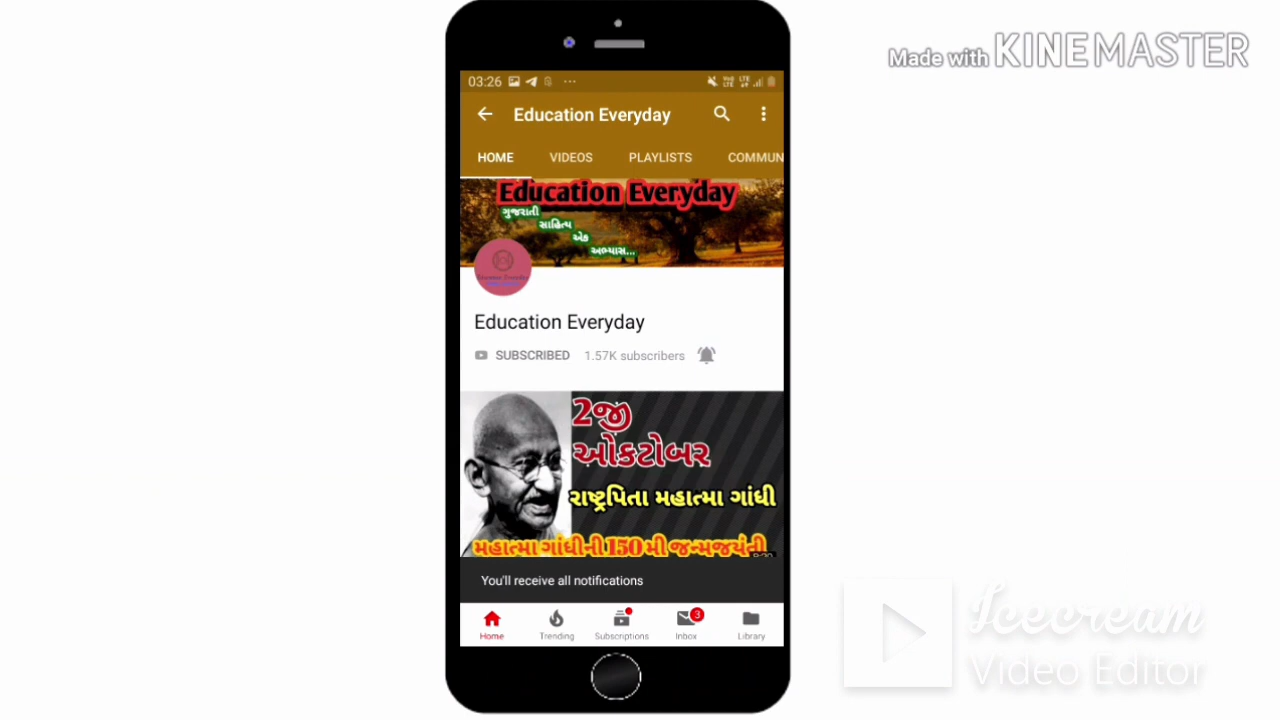 Made with KINEMASTER
03:26
Education Everyday
HOME VIDEOS PLAYLISTS COMMUN
Education Everyday
ગુજરાતી
સાહિત્ય
એક
અભ્યાસ...
Education Everyday
SUBSCRIBED 1.57K subscribers
2જી
ઓકટોબર
રાષ્ટ્રપિતા મહાત્મા ગાંધી
મહાત્મા ગાંધીની 150 મી જન્મજયંતી
You'll receive all notifications
3
Home Trending Subscriptions Inbox Library
Icecream
Video Editor